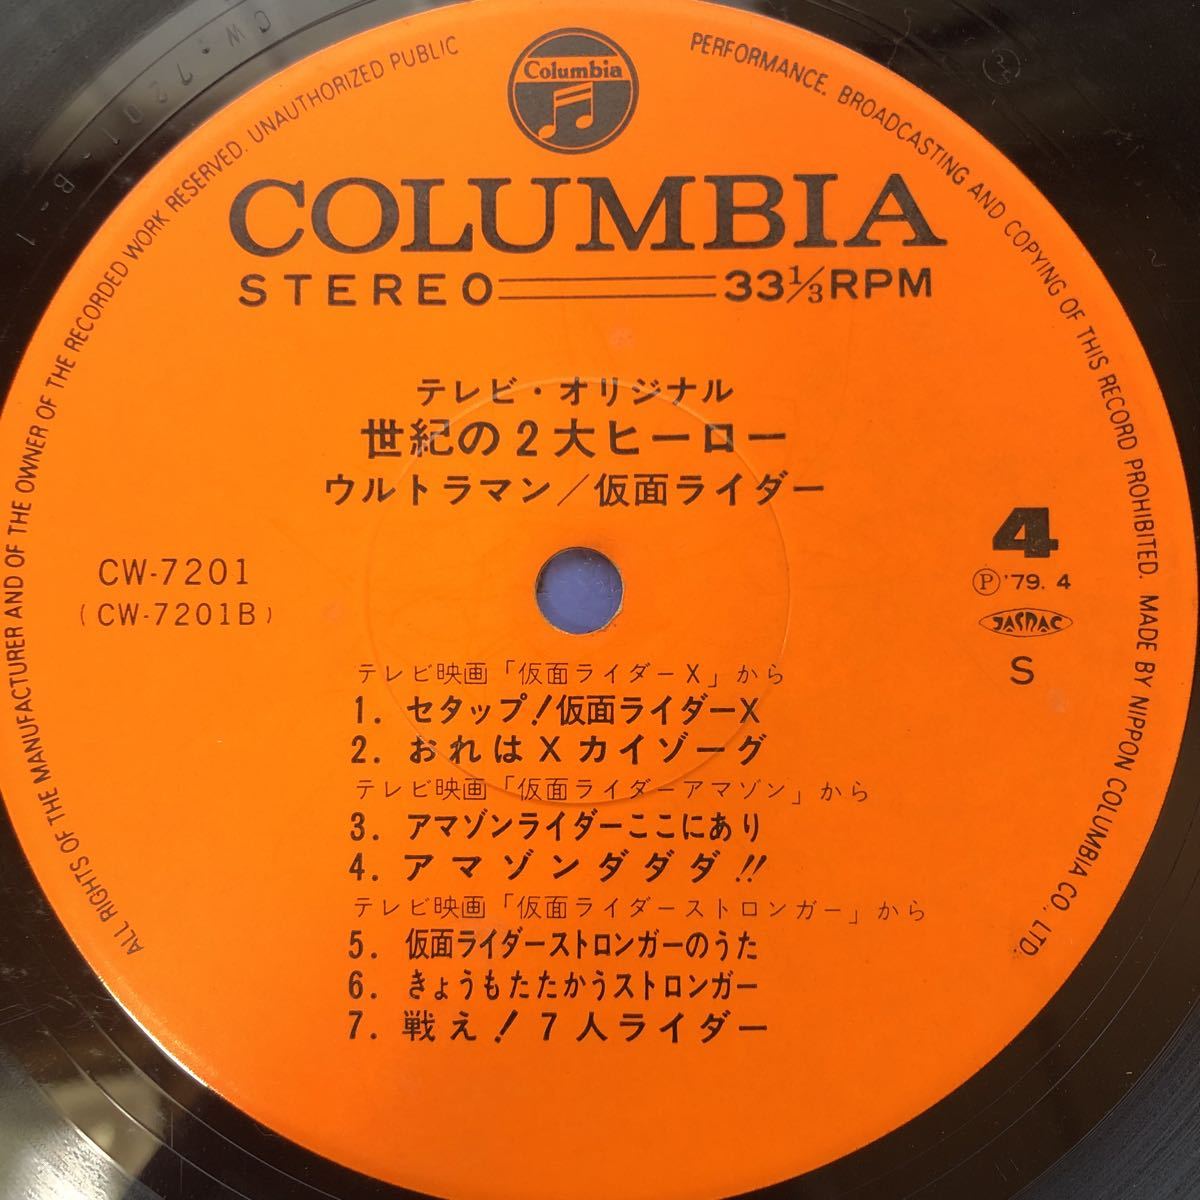 ALL RIGHTS OF THE MANUFACTURER AND OF THE OWNER OF THE RECORDED WORK RESERVED. UNAUTHORIZED PUBLIC PERFORMANCE. BROADCASTING AND COPYING OF THIS RECORD PROHIBITED. MADE BY NIPPON COLUMBIA CO., LTD.
Columbia
COLUMBIA
STEREO 33⅓RPM
テレビ・オリジナル
世紀の2大ヒーロー
ウルトラマン/仮面ライダー
4
CW-7201
Ⓟ'79. 4
(CW-7201B)
JASRAC
S
テレビ映画「仮面ライダーX」から
1. セタップ!仮面ライダーX
2. おれはXカイゾーグ
テレビ映画「仮面ライダーアマゾン」から
3. アマゾンライダーここにあり
4. アマゾンダダダ!!
テレビ映画「仮面ライダーストロンガー」から
5. 仮面ライダーストロンガーのうた
6. きょうもたたかうストロンガー
7. 戦え!7人ライダー